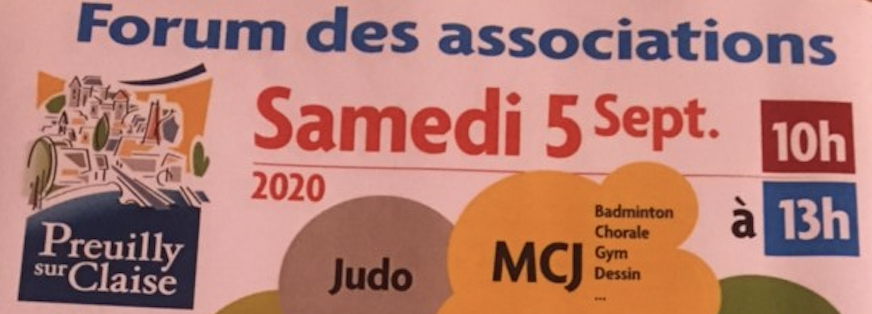 Forum des associations
Samedi 5 Sept.
2020
10h
à 13h
Preuilly
sur Claise
Judo
MCJ
Badminton
Chorale
Gym
Dessin
...